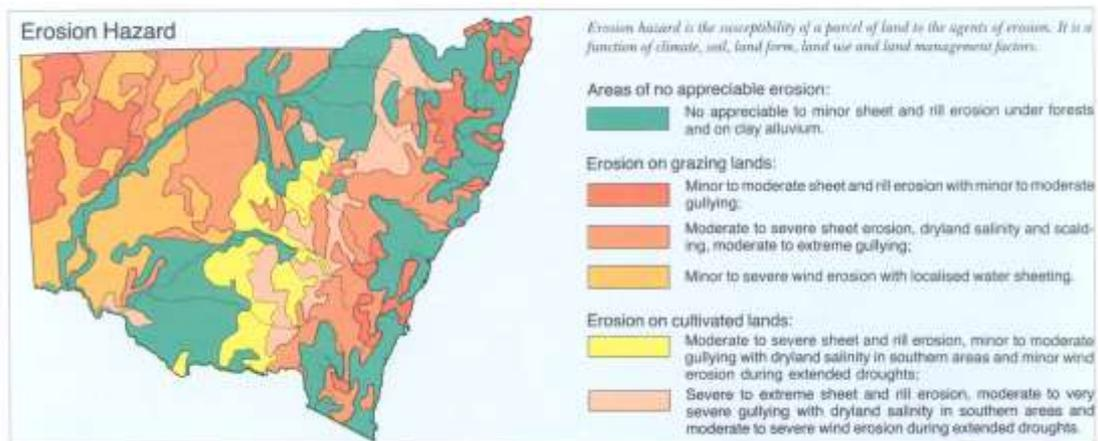 Erosion Hazard
Erosion hazard is the susceptibility of a parcel of land to the agents of erosion. It is a
function of climate, soil, land form, land use and land management factors.
Areas of no appreciable erosion:
No appreciable to minor sheet and rill erosion under forests
and on clay alluvium.
Erosion on grazing lands:
Minor to moderate sheet and rill erosion with minor to moderate
gullying;
Moderate to severe sheet erosion, dryland salinity and scald-
ing, moderate to extreme gullying;
Minor to severe wind erosion with localised water sheeting.
Erosion on cultivated lands:
Moderate to severe sheet and rill erosion, minor to moderate
gullying with dryland salinity in southern areas and minor wind
erosion during extended droughts;
Severe to extreme sheet and rill erosion, moderate to very
severe gullying with dryland salinity in southern areas and
moderate to severe wind erosion during extended droughts.